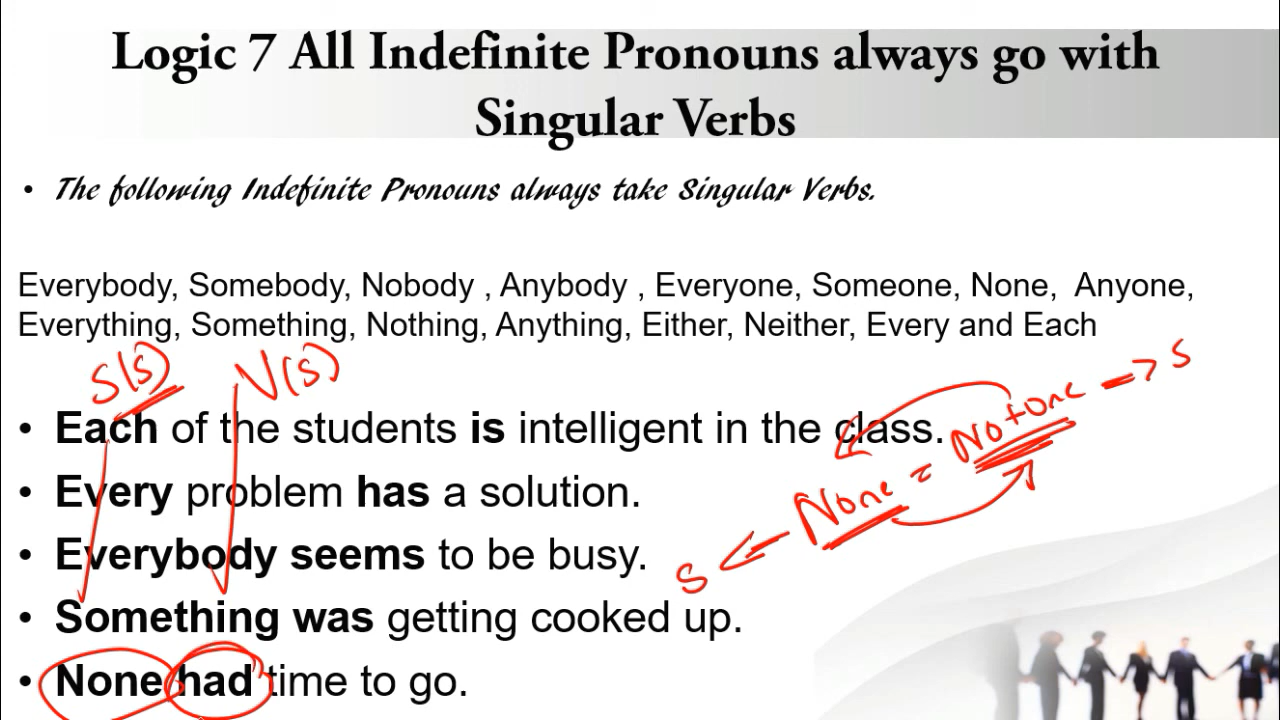 Logic 7 All Indefinite Pronouns always go with
Singular Verbs
• The following Indefinite Pronouns always take Singular Verbs.
Everybody, Somebody, Nobody , Anybody , Everyone, Someone, None, Anyone,
Everything, Something, Nothing, Anything, Either, Neither, Every and Each
S(s) V(s)
• Each of the students is intelligent in the class.
None = Not one → S
S ←
• Every problem has a solution.
• Everybody seems to be busy.
• Something was getting cooked up.
• None had time to go.